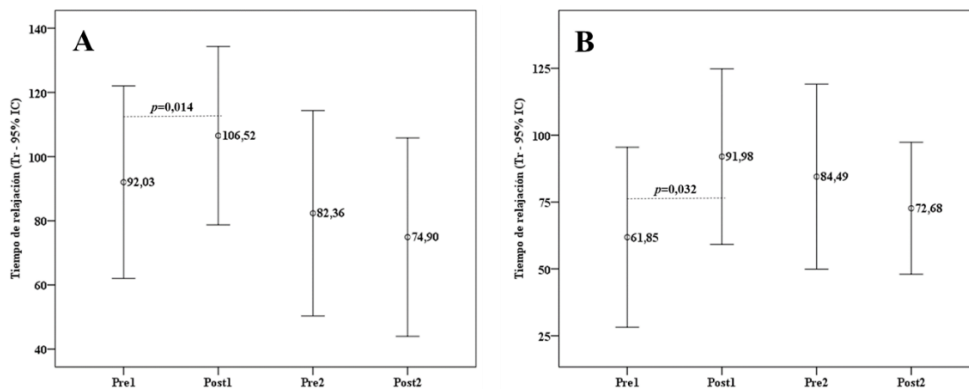 A
Tiempo de relajación (Tr - 95% IC)
140
120
100
80
60
40
p=0,014
92,03
106,52
82,36
74,90
Pre1
Post1
Pre2
Post2
B
Tiempo de relajación (Tr - 95% IC)
125
100
75
50
25
p=0,032
61,85
91,98
84,49
72,68
Pre1
Post1
Pre2
Post2